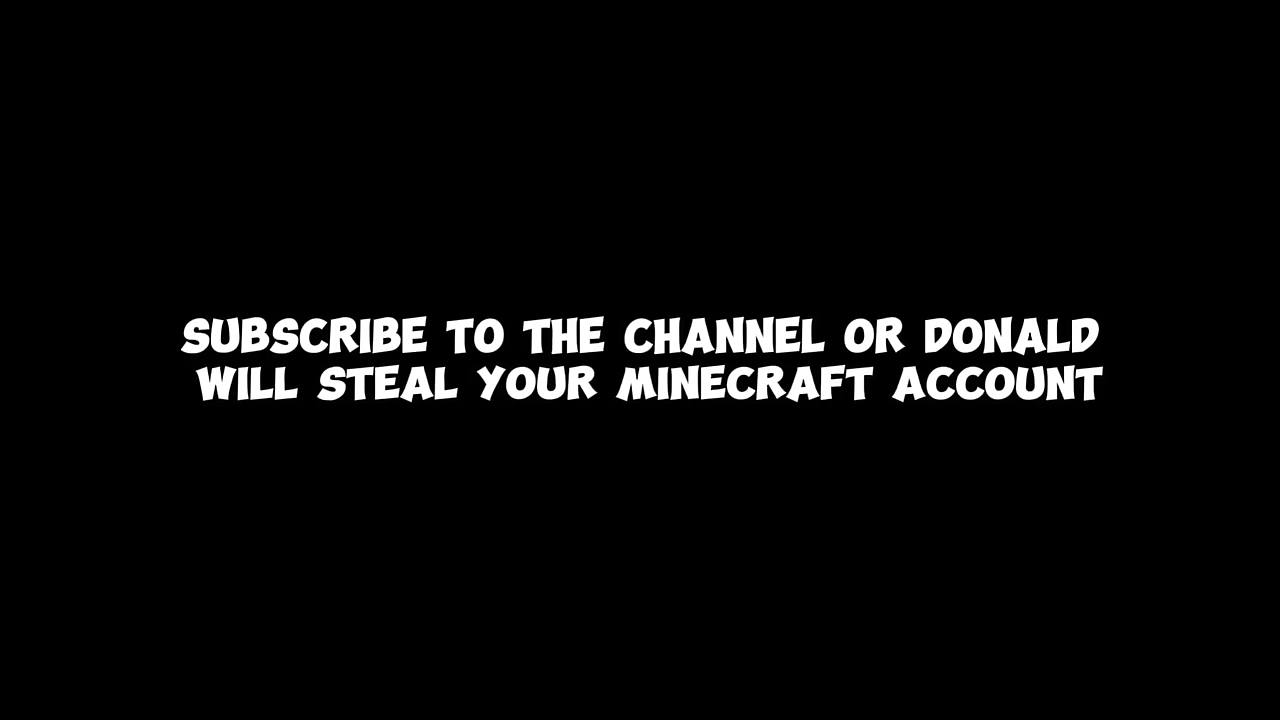 SUBSCRIBE TO THE CHANNEL OR DONALD
WILL STEAL YOUR MINECRAFT ACCOUNT